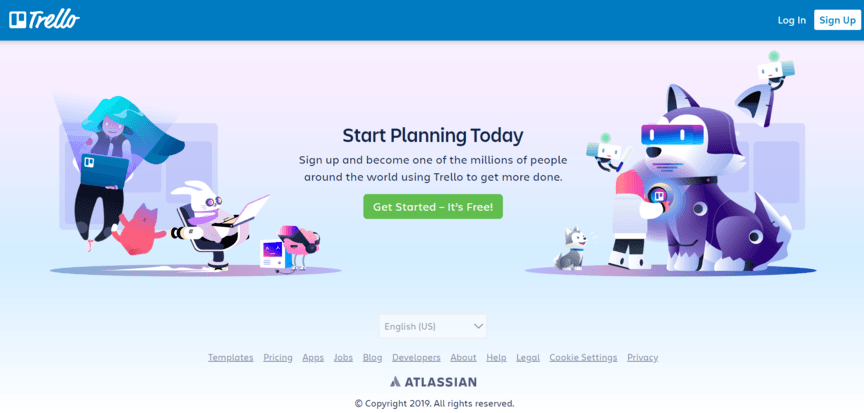 Trello
Log In
Sign Up
Start Planning Today
Sign up and become one of the millions of people
around the world using Trello to get more done.
Get Started – It's Free!
English (US)
Templates Pricing Apps Jobs Blog Developers About Help Legal Cookie Settings Privacy
ATLASSIAN
© Copyright 2019. All rights reserved.